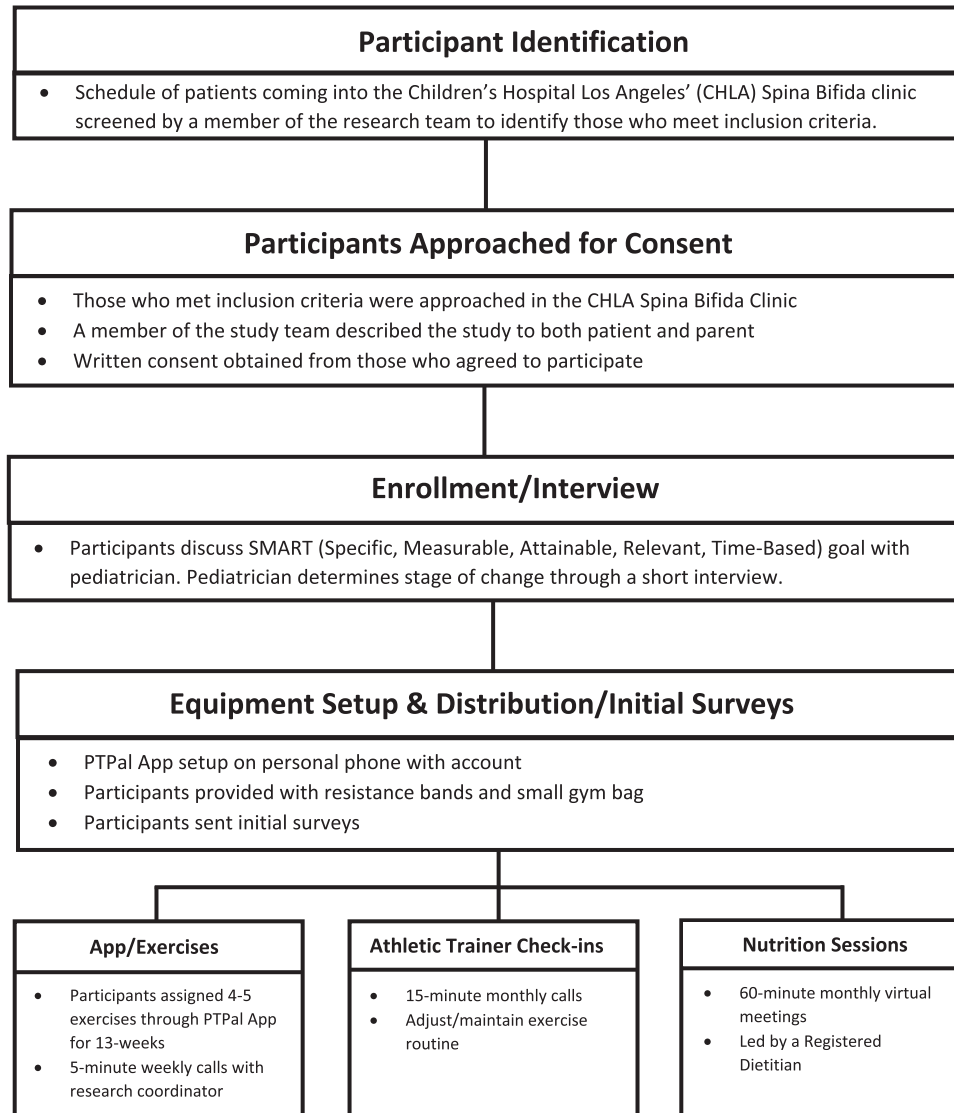 Participant Identification
• Schedule of patients coming into the Children's Hospital Los Angeles' (CHLA) Spina Bifida clinic
screened by a member of the research team to identify those who meet inclusion criteria.
Participants Approached for Consent
• Those who met inclusion criteria were approached in the CHLA Spina Bifida Clinic
• A member of the study team described the study to both patient and parent
• Written consent obtained from those who agreed to participate
Enrollment/Interview
• Participants discuss SMART (Specific, Measurable, Attainable, Relevant, Time-Based) goal with
pediatrician. Pediatrician determines stage of change through a short interview.
Equipment Setup & Distribution/Initial Surveys
• PTPal App setup on personal phone with account
• Participants provided with resistance bands and small gym bag
• Participants sent initial surveys
App/Exercises
• Participants assigned 4-5
exercises through PTPal App
for 13-weeks
• 5-minute weekly calls with
research coordinator
Athletic Trainer Check-ins
• 15-minute monthly calls
• Adjust/maintain exercise
routine
Nutrition Sessions
• 60-minute monthly virtual
meetings
• Led by a Registered
Dietitian